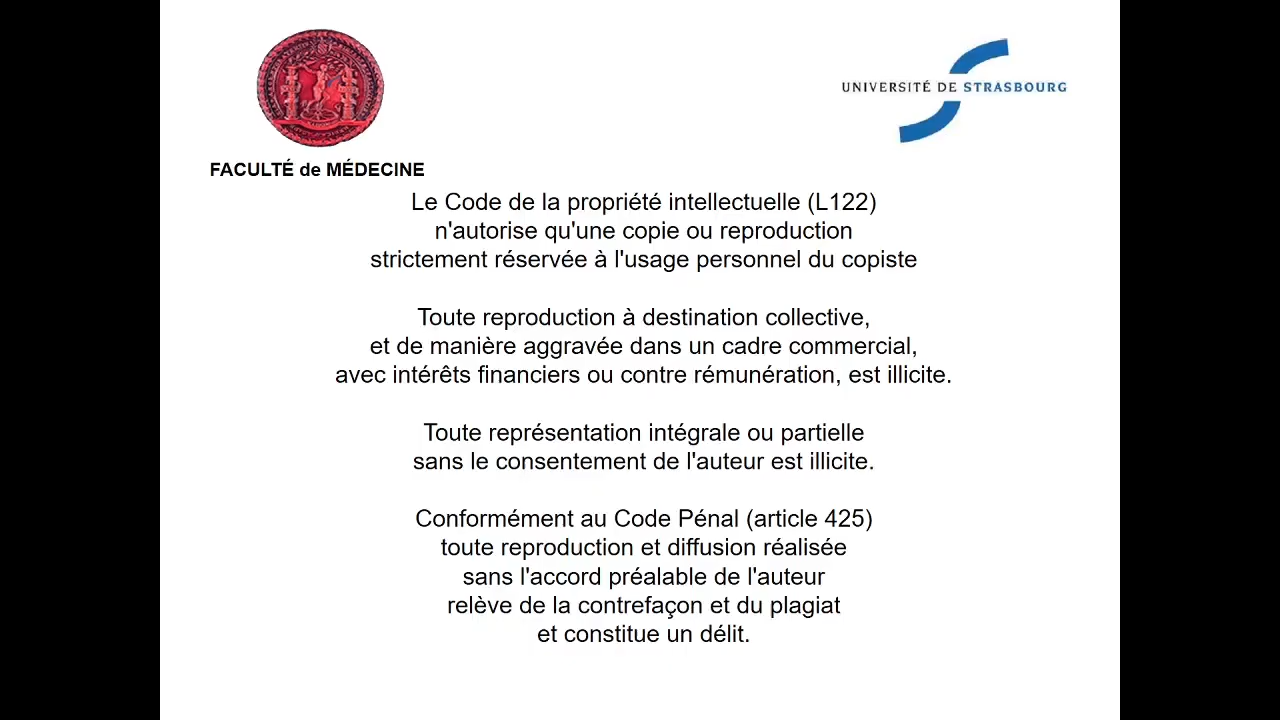 UNIVERSITÉ DE STRASBOURG
FACULTÉ de MÉDECINE
Le Code de la propriété intellectuelle (L122)
n'autorise qu'une copie ou reproduction
strictement réservée à l'usage personnel du copiste
Toute reproduction à destination collective,
et de manière aggravée dans un cadre commercial,
avec intérêts financiers ou contre rémunération, est illicite.
Toute représentation intégrale ou partielle
sans le consentement de l'auteur est illicite.
Conformément au Code Pénal (article 425)
toute reproduction et diffusion réalisée
sans l'accord préalable de l'auteur
relève de la contrefaçon et du plagiat
et constitue un délit.